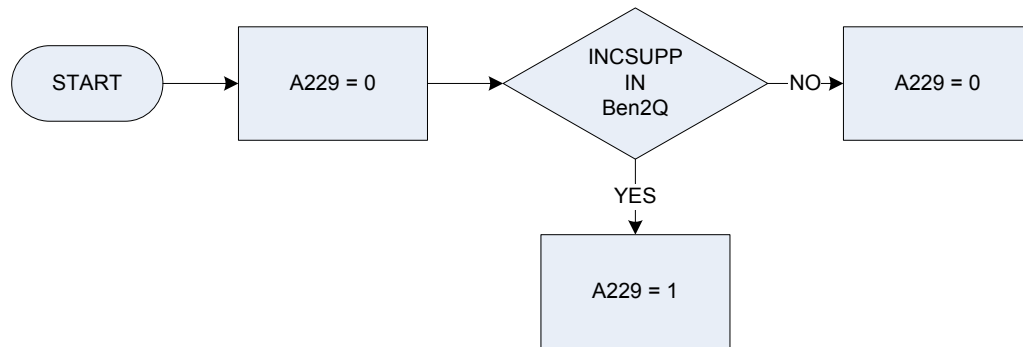 START
A229 = 0
INCSUPP
IN
Ben2Q
NO
A229 = 0
YES
A229 = 1